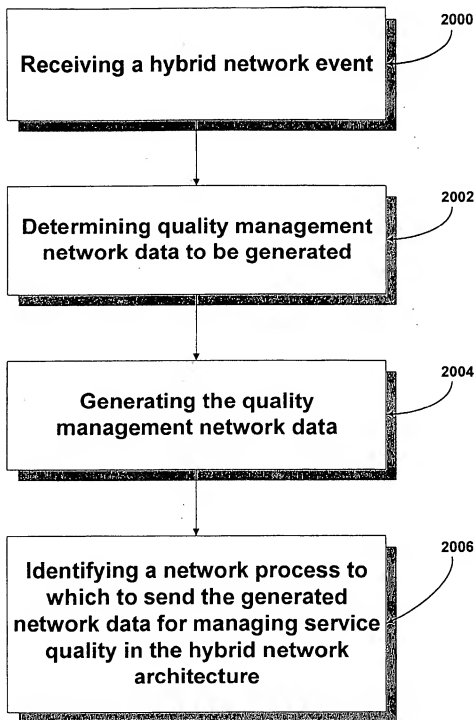 2000
Receiving a hybrid network event
2002
Determining quality management
network data to be generated
2004
Generating the quality
management network data
2006
Identifying a network process to
which to send the generated
network data for managing service
quality in the hybrid network
architecture